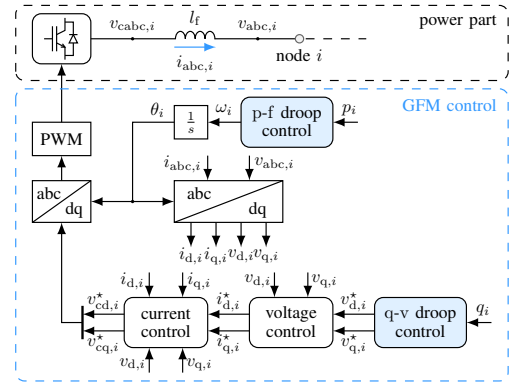 v_{cabc,i} l_f v_{abc,i} power part
i_{abc,i} node i
GFM control
θ_i 1/s ω_i p-f droop control p_i
PWM
i_{abc,i} v_{abc,i}
abc dq abc dq
i_{d,i} i_{q,i} v_{d,i} v_{q,i}
i_{d,i} i_{q,i} v_{d,i} v_{q,i}
v^⋆_{cd,i} current i^⋆_{d,i} voltage v^⋆_{d,i} q-v droop q_i
v^⋆_{cq,i} control i^⋆_{q,i} control v^⋆_{q,i} control
v_{d,i} v_{q,i}